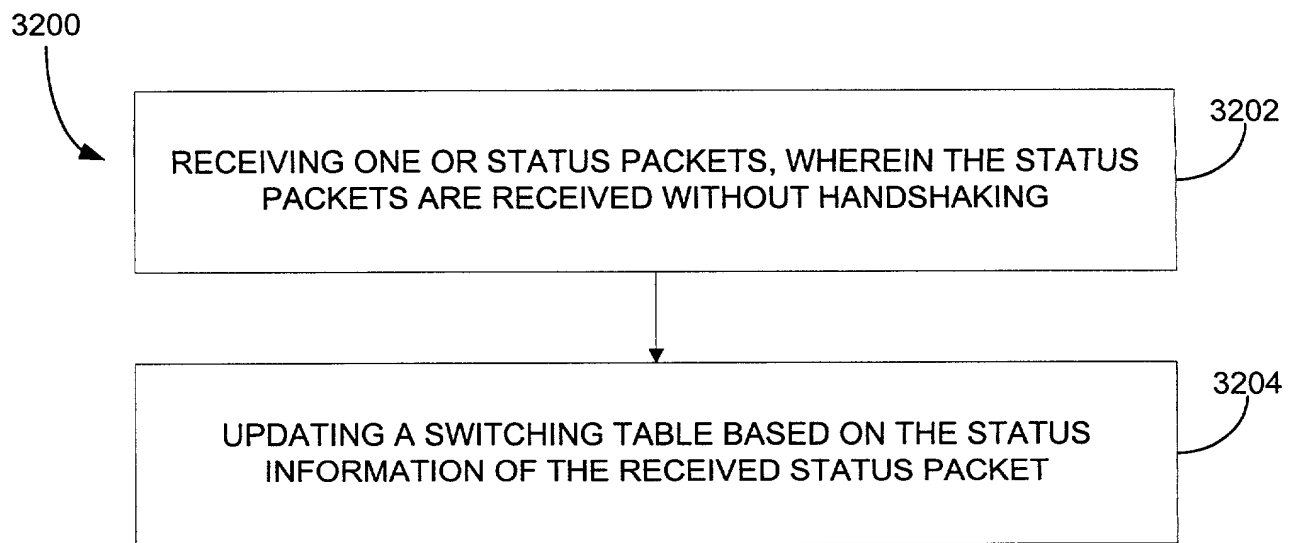 3200
3202
RECEIVING ONE OR STATUS PACKETS, WHEREIN THE STATUS
PACKETS ARE RECEIVED WITHOUT HANDSHAKING
3204
UPDATING A SWITCHING TABLE BASED ON THE STATUS
INFORMATION OF THE RECEIVED STATUS PACKET